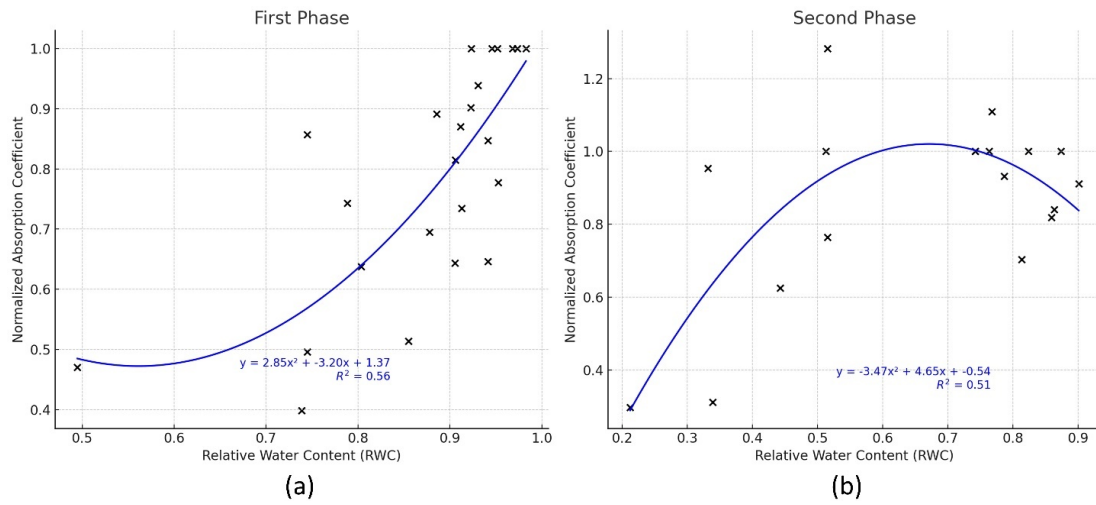 First Phase
Normalized Absorption Coefficient
1.0
0.9
0.8
0.7
0.6
0.5
0.4
y = 2.85x² + -3.20x + 1.37
R² = 0.56
0.5
0.6
0.7
0.8
0.9
1.0
Relative Water Content (RWC)
(a)
Second Phase
Normalized Absorption Coefficient
1.2
1.0
0.8
0.6
0.4
y = -3.47x² + 4.65x + -0.54
R² = 0.51
0.2
0.3
0.4
0.5
0.6
0.7
0.8
0.9
Relative Water Content (RWC)
(b)